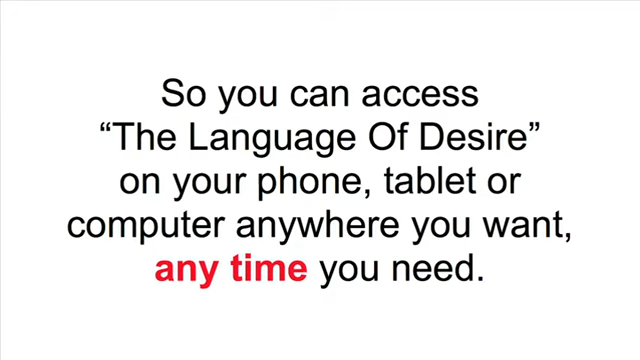 So you can access
“The Language Of Desire”
on your phone, tablet or
computer anywhere you want,
any time you need.